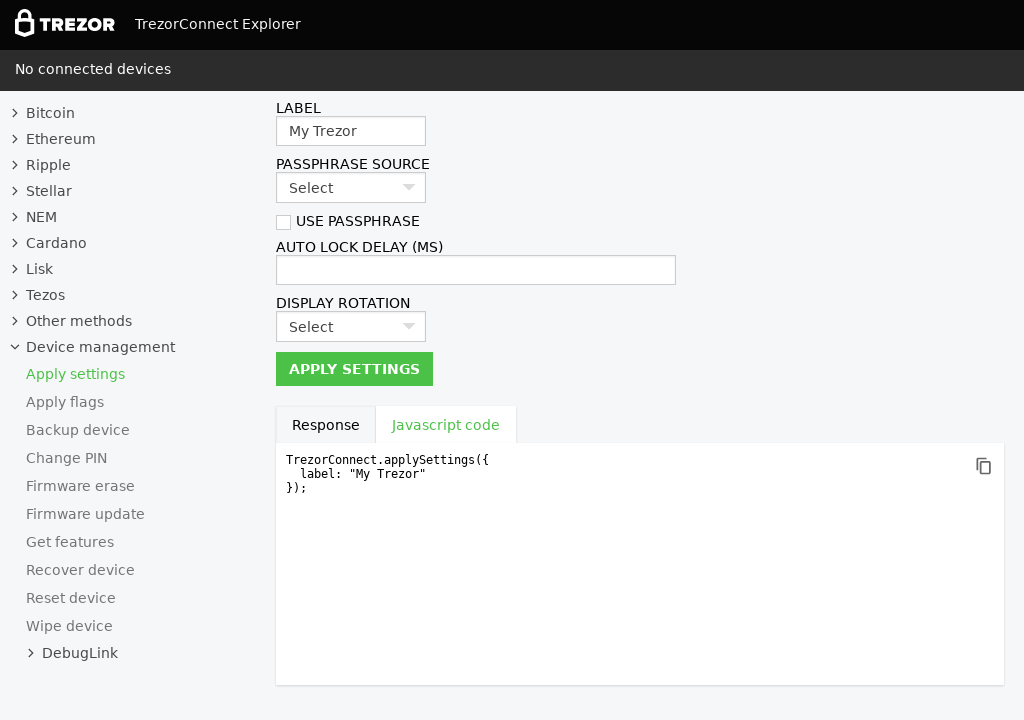 TREZOR TrezorConnect Explorer
No connected devices
Bitcoin
Ethereum
Ripple
Stellar
NEM
Cardano
Lisk
Tezos
Other methods
Device management
Apply settings
Apply flags
Backup device
Change PIN
Firmware erase
Firmware update
Get features
Recover device
Reset device
Wipe device
DebugLink
LABEL
My Trezor
PASSPHRASE SOURCE
Select
USE PASSPHRASE
AUTO LOCK DELAY (MS)
DISPLAY ROTATION
Select
APPLY SETTINGS
Response Javascript code
TrezorConnect.applySettings({
  label: "My Trezor"
});